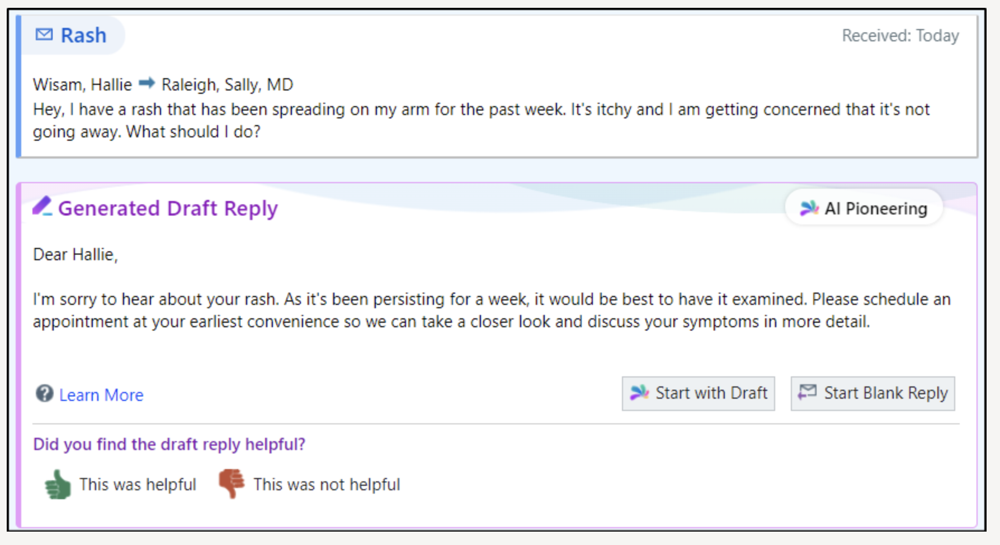 Rash
Received: Today
Wisam, Hallie ➡ Raleigh, Sally, MD
Hey, I have a rash that has been spreading on my arm for the past week. It's itchy and I am getting concerned that it's not
going away. What should I do?
Generated Draft Reply
AI Pioneering
Dear Hallie,
I'm sorry to hear about your rash. As it's been persisting for a week, it would be best to have it examined. Please schedule an
appointment at your earliest convenience so we can take a closer look and discuss your symptoms in more detail.
? Learn More
Start with Draft
Start Blank Reply
Did you find the draft reply helpful?
This was helpful
This was not helpful